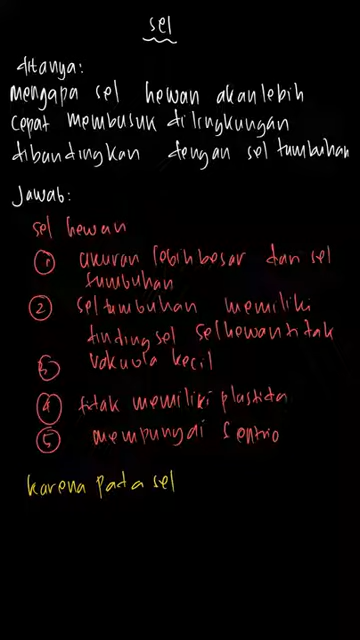 sel
ditanya:
mengapa sel hewan akan lebih
cepat membusuk dilingkungan
dibandingkan dengan sel tumbuhan
Jawab:
sel hewan
① ukuran lebih besar dari sel
tumbuhan
② sel tumbuhan memiliki
dinding sel sel hewan tidak
③ vakuola kecil
④ tidak memiliki plastida
⑤ mempunyai sentrio
karena pada sel